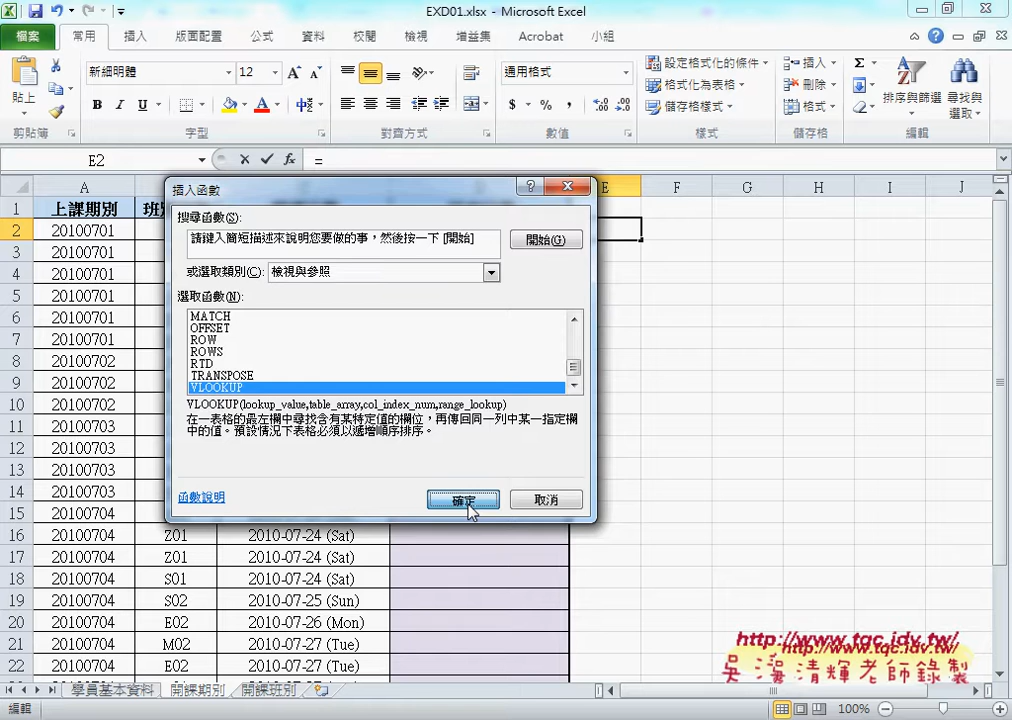 EXD01.xlsx - Microsoft Excel
檔案 常用 插入 版面配置 公式 資料 校閱 檢視 增益集 Acrobat 小組
貼上
新細明體 12
B I U
通用格式
$ % ,
設定格式化的條件
格式化為表格
儲存格樣式
插入
刪除
格式
排序與篩選 尋找與選取
剪貼簿 字型 對齊方式 數值 樣式 儲存格 編輯
E2 fx =
插入函數
搜尋函數(S):
請鍵入簡短描述來說明您要做的事，然後按一下 [開始]
開始(G)
或選取類別(C): 檢視與參照
選取函數(N):
MATCH
OFFSET
ROW
ROWS
RTD
TRANSPOSE
VLOOKUP
VLOOKUP(lookup_value,table_array,col_index_num,range_lookup)
在一表格的最左欄中尋找含有某特定值的欄位，再傳回同一列中某一指定欄
中的值。預設情況下表格必須以遞增順序排序。
函數說明
確定 取消
A E F G H I J
1 上課期別
2 20100701
3 20100701
4 20100701
5 20100701
6 20100701
7 20100701
8 20100702
9 20100702
10 20100702
11 20100703
12 20100703
13 20100703
14 20100703
15 20100704
16 20100704 Z01 2010-07-24 (Sat)
17 20100704 Z01 2010-07-24 (Sat)
18 20100704 S01 2010-07-24 (Sat)
19 20100704 S02 2010-07-25 (Sun)
20 20100704 E02 2010-07-26 (Mon)
21 20100704 M02 2010-07-27 (Tue)
22 20100704 E02 2010-07-27 (Tue)
http://www.tqc.idv.tw/
吳清輝老師錄製
學員基本資料 開課期別 開課班別
編輯 100%